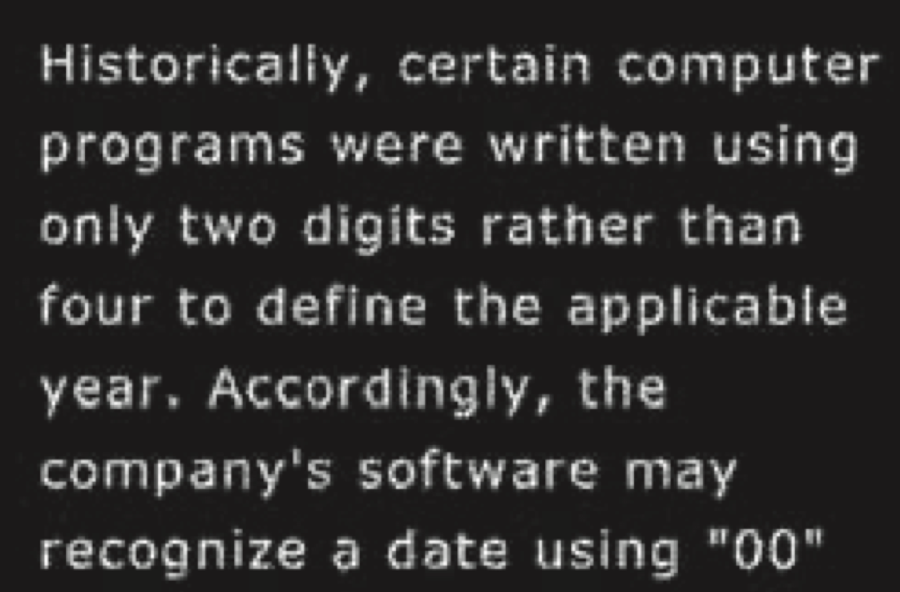 Historically, certain computer
programs were written using
only two digits rather than
four to define the applicable
year. Accordingly, the
company's software may
recognize a date using "00"